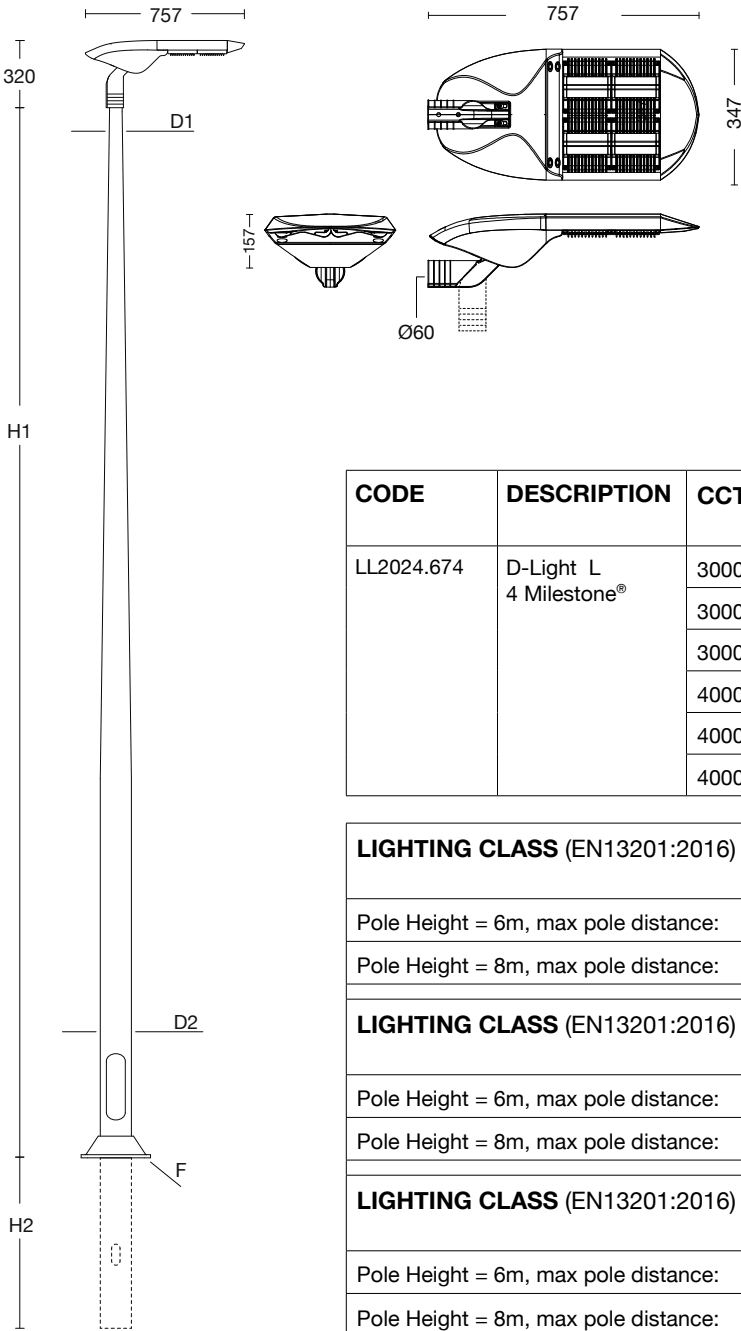 757
320
D1
H1
D2
F
H2
757
347
157
Ø60
CODE DESCRIPTION CCT
LL2024.674 D-Light L 3000
4 Milestone® 3000
3000
4000
4000
4000
LIGHTING CLASS (EN13201:2016)
Pole Height = 6m, max pole distance:
Pole Height = 8m, max pole distance:
LIGHTING CLASS (EN13201:2016)
Pole Height = 6m, max pole distance:
Pole Height = 8m, max pole distance:
LIGHTING CLASS (EN13201:2016)
Pole Height = 6m, max pole distance:
Pole Height = 8m, max pole distance: